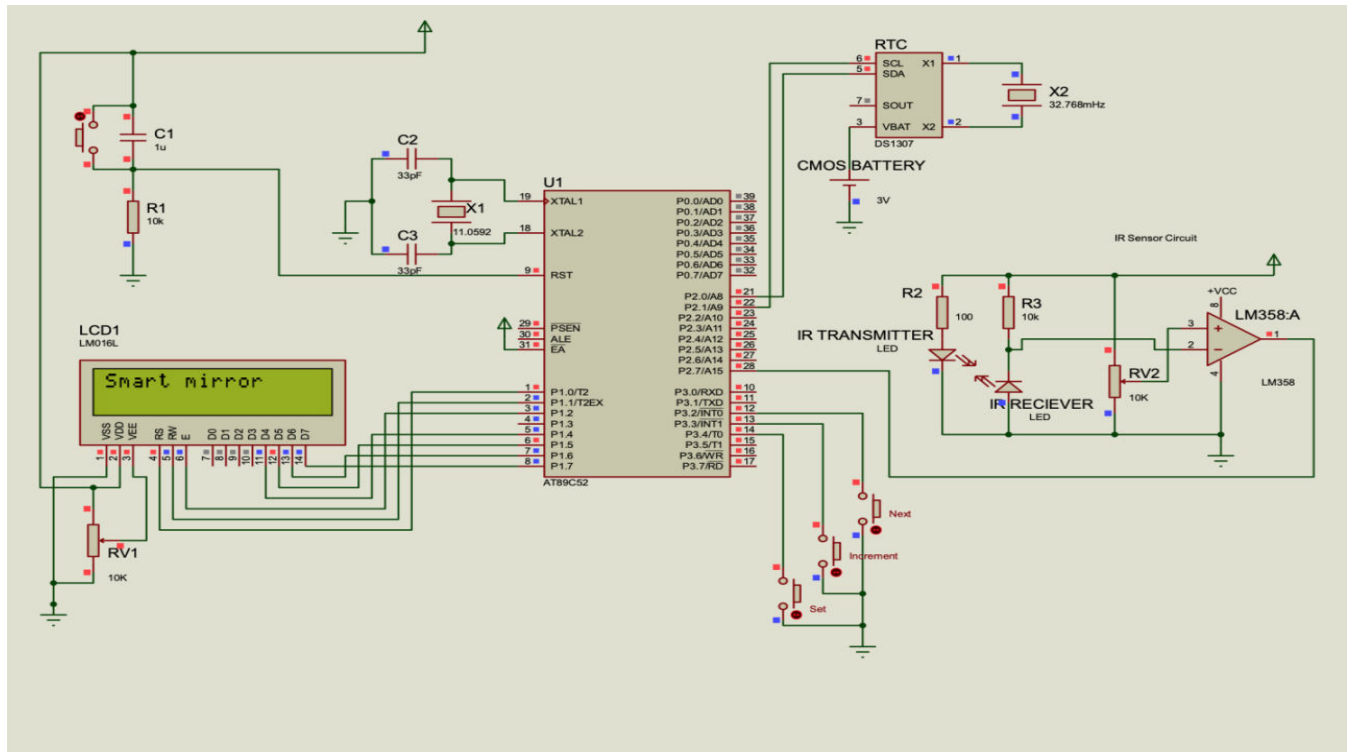 RTC
6 SCL X1 1
5 SDA
7 SOUT
3 VBAT X2 2
DS1307
X2
32.768mHz
CMOS BATTERY
3V
C1
1u
R1
10k
C2
33pF
X1
11.0592
C3
33pF
U1
19 XTAL1
18 XTAL2
9 RST
29 PSEN
30 ALE
31 EA
1 P1.0/T2
2 P1.1/T2EX
3 P1.2
4 P1.3
5 P1.4
6 P1.5
7 P1.6
8 P1.7
P0.0/AD0 39
P0.1/AD1 38
P0.2/AD2 37
P0.3/AD3 36
P0.4/AD4 35
P0.5/AD5 34
P0.6/AD6 33
P0.7/AD7 32
P2.0/A8 21
P2.1/A9 22
P2.2/A10 23
P2.3/A11 24
P2.4/A12 25
P2.5/A13 26
P2.6/A14 27
P2.7/A15 28
P3.0/RXD 10
P3.1/TXD 11
P3.2/INT0 12
P3.3/INT1 13
P3.4/T0 14
P3.5/T1 15
P3.6/WR 16
P3.7/RD 17
AT89C52
LCD1
LM016L
Smart mirror
VSS VDD VEE RS RW E D0 D1 D2 D3 D4 D5 D6 D7
1 2 3 4 5 6 7 8 9 10 11 12 13 14
RV1
10K
Next
Increment
Set
IR Sensor Circuit
R2
100
R3
10k
IR TRANSMITTER
LED
IR RECIEVER
LED
RV2
10K
+VCC
8
3
2
1
4
LM358:A
LM358